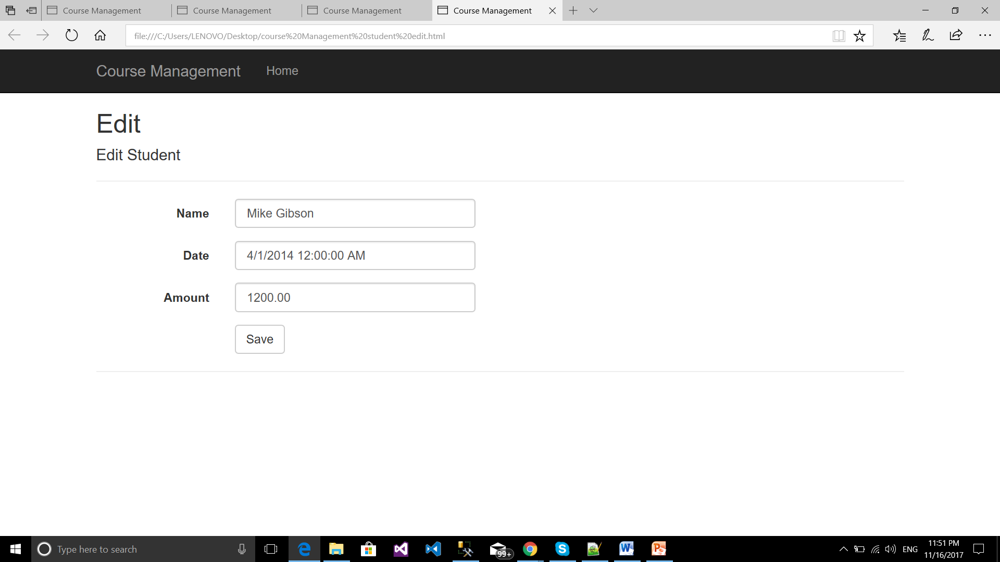 Course Management
Course Management
Course Management
Course Management
file:///C:/Users/LENOVO/Desktop/course%20Management%20student%20edit.html
Course Management Home
Edit
Edit Student
Name Mike Gibson
Date 4/1/2014 12:00:00 AM
Amount 1200.00
Save
Type here to search
99+
ENG
11:51 PM
11/16/2017